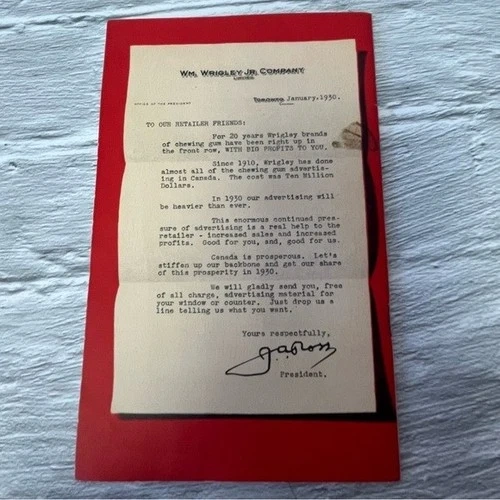 WM. WRIGLEY JR. COMPANY
LIMITED
OFFICE OF THE PRESIDENT
Toronto January,1930.
TO OUR RETAILER FRIENDS:
For 20 years Wrigley brands
of chewing gum have been right up in
the front row, WITH BIG PROFITS TO YOU.
Since 1910, Wrigley has done
almost all of the chewing gum advertis-
ing in Canada. The cost was Ten Million
Dollars.
In 1930 our advertising will
be heavier than ever.
This enormous continued pres-
sure of advertising is a real help to the
retailer - increased sales and increased
profits. Good for you, and, good for us.
Canada is prosperous. Let's
stiffen up our backbone and get our share
of this prosperity in 1930.
We will gladly send you, free
of all charge, advertising material for
your window or counter. Just drop us a
line telling us what you want.
Yours respectfully,
J.A.Ross
President.